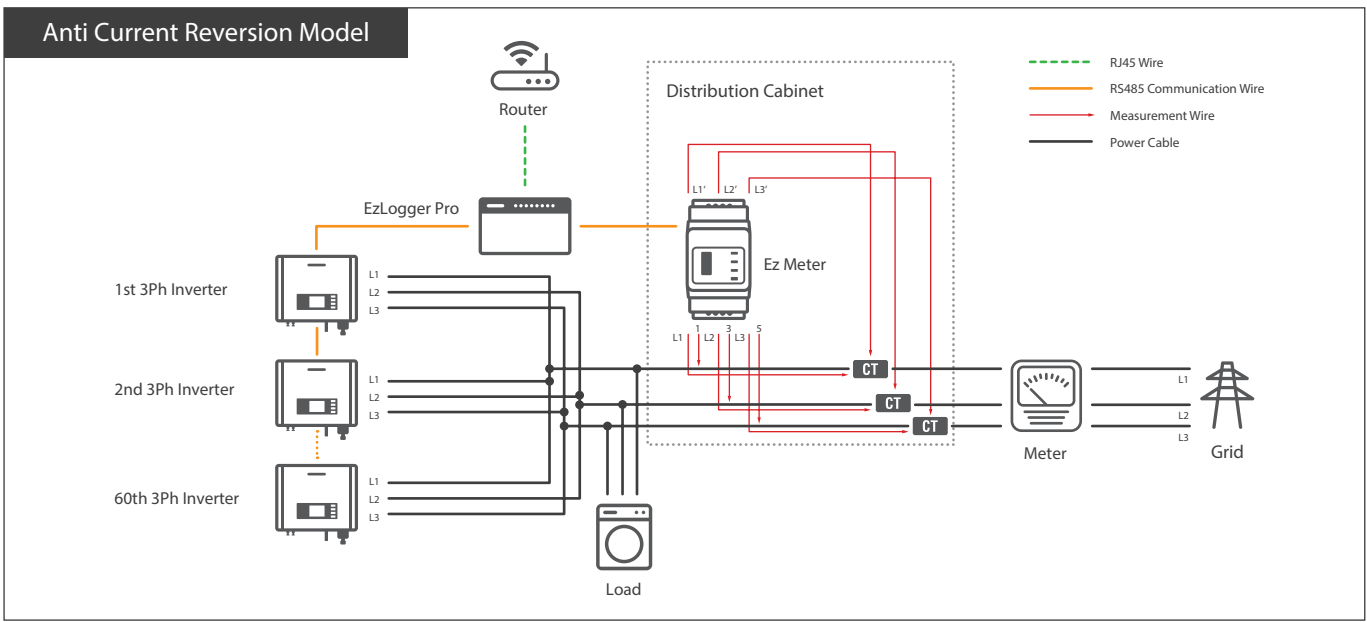 Anti Current Reversion Model
Router
Distribution Cabinet
RJ45 Wire
RS485 Communication Wire
Measurement Wire
Power Cable
EzLogger Pro
L1’ L2’ L3’
Ez Meter
1st 3Ph Inverter
L1
L2
L3
L1 1 L2 3 L3 5
2nd 3Ph Inverter
L1
L2
L3
CT
CT
CT
Meter
L1
L2
L3
Grid
60th 3Ph Inverter
L1
L2
L3
Load